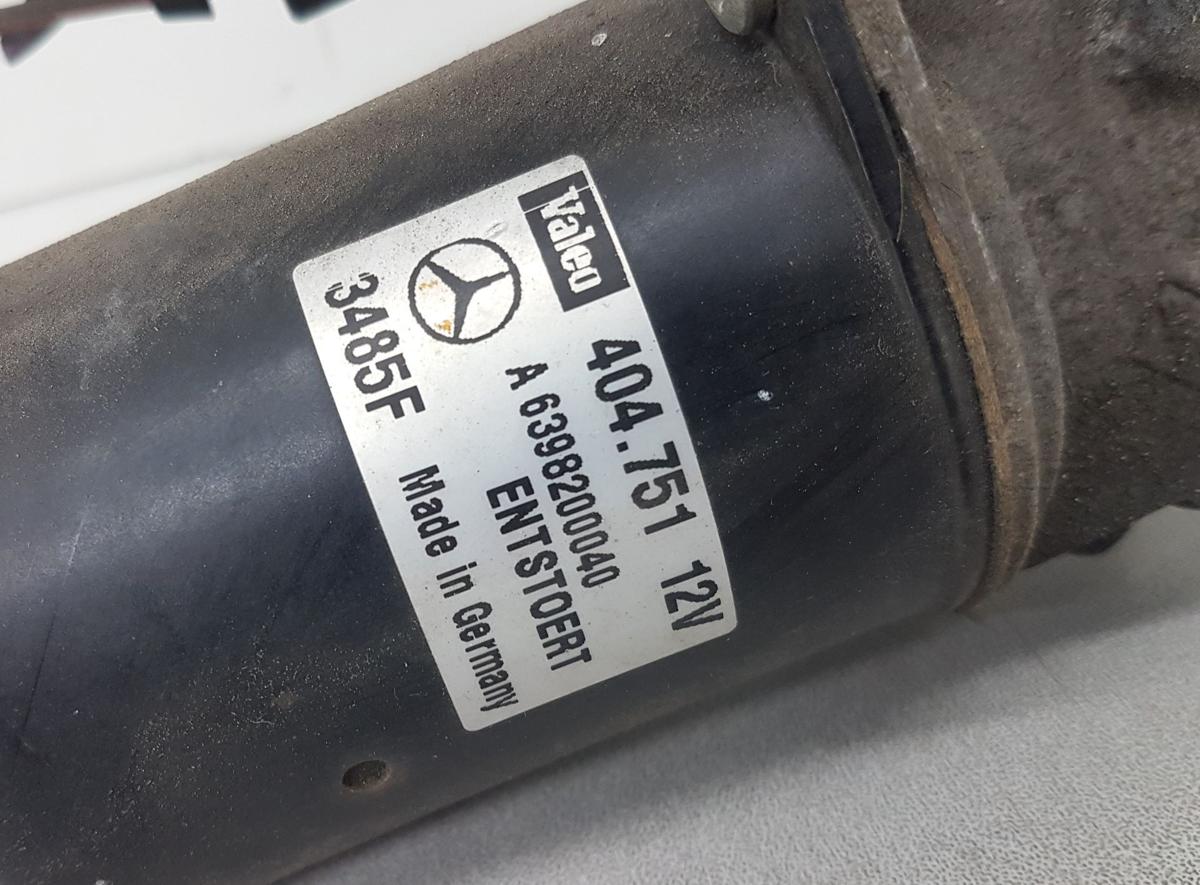 Valeo
404.751 12V
A 6398200040
ENTSTOERT
3485F
Made in Germany